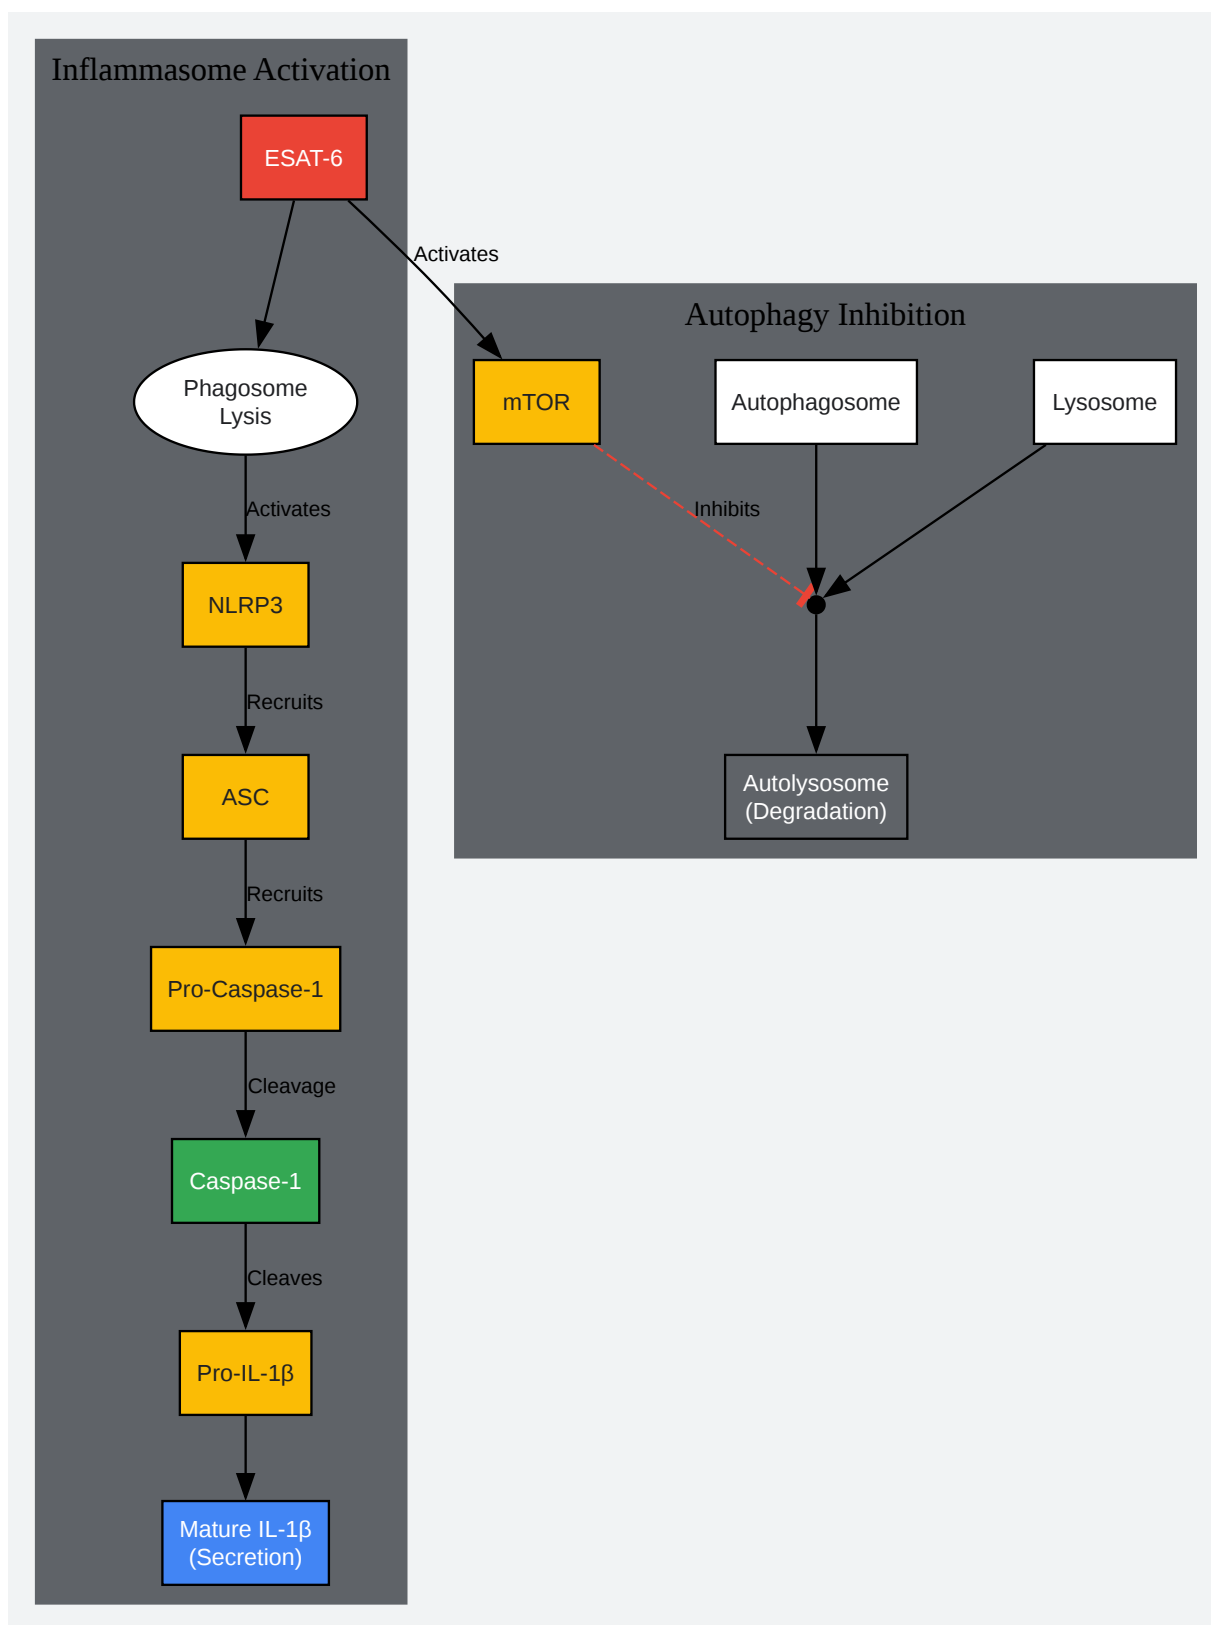 Inflammasome Activation
ESAT-6
Activates
Autophagy Inhibition
Phagosome
Lysis
mTOR
Autophagosome
Lysosome
Activates
Inhibits
NLRP3
Recruits
ASC
Autolysosome
(Degradation)
Recruits
Pro-Caspase-1
Cleavage
Caspase-1
Cleaves
Pro-IL-1β
Mature IL-1β
(Secretion)